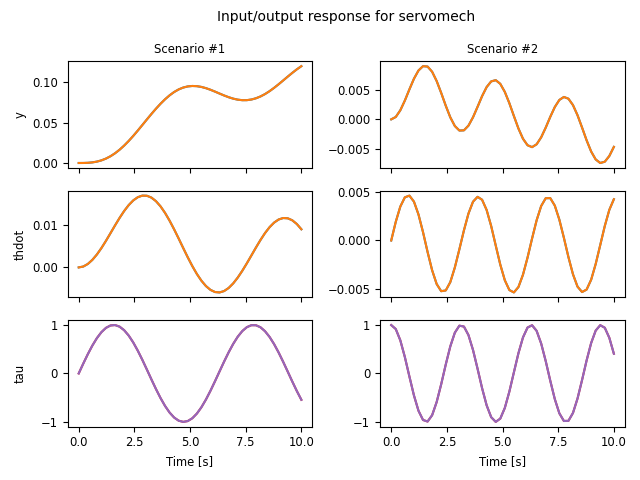 Input/output response for servomech
Scenario #1
Scenario #2
y
0.10
0.05
0.00
0.005
−0.005
thdot
0.01
0.00
0.005
0.000
−0.005
tau
1
0
−1
1
0
−1
0.0 2.5 5.0 7.5 10.0
0.0 2.5 5.0 7.5 10.0
Time [s]
Time [s]